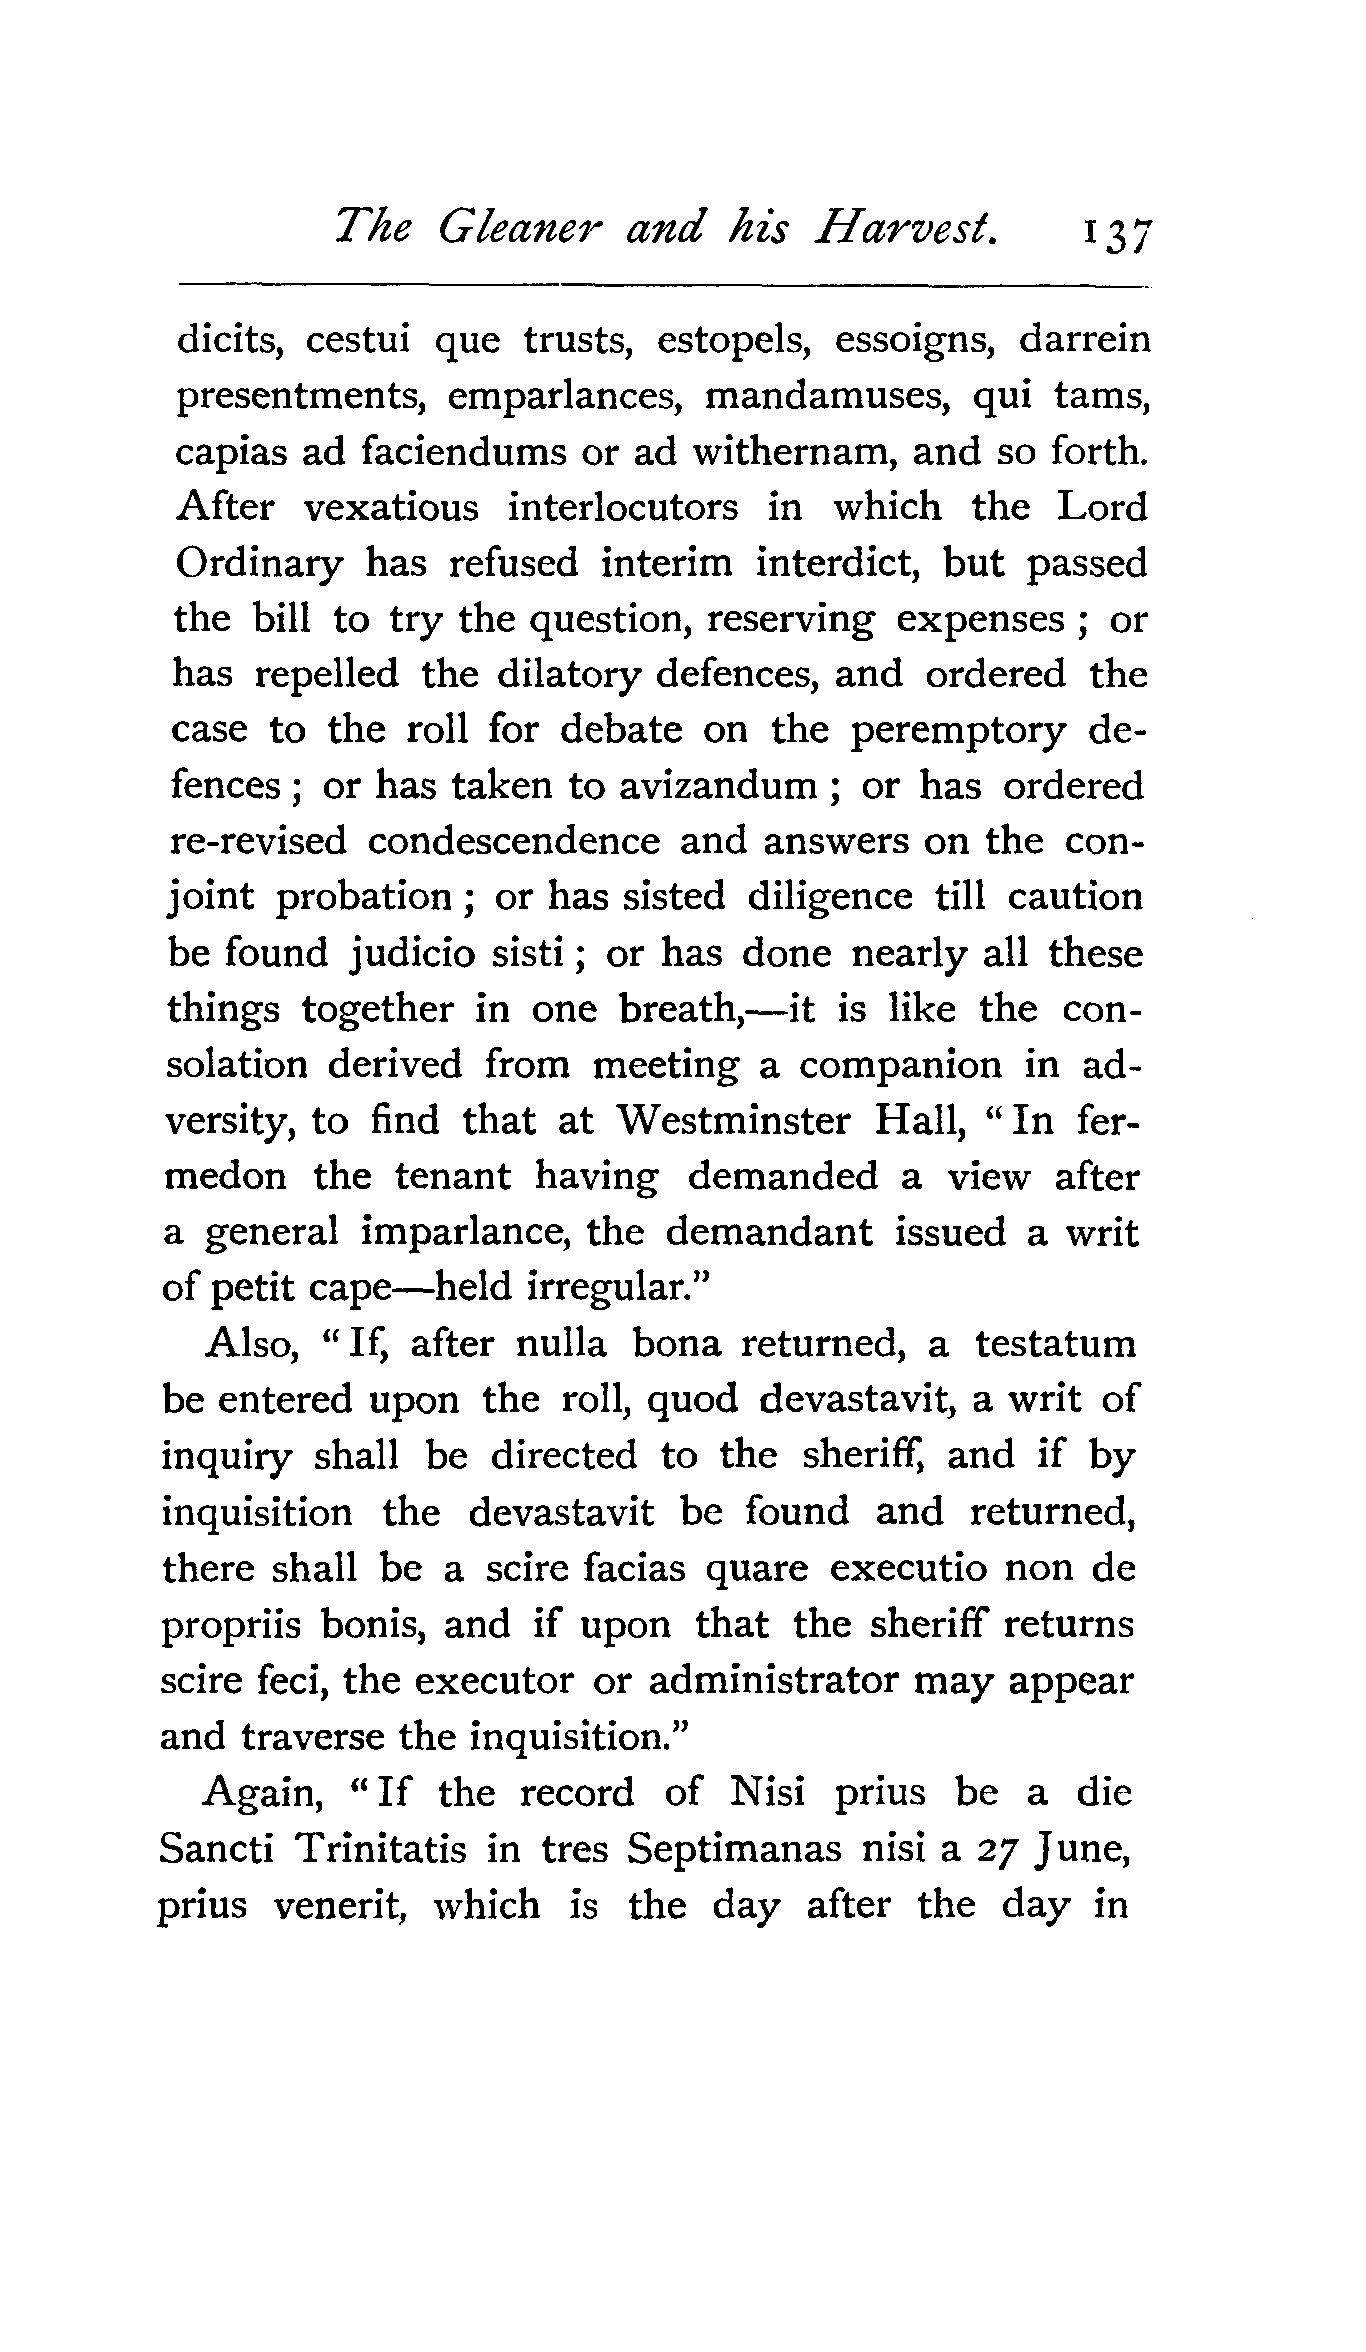 The Gleaner and his Harvest. 137
dicits, cestui que trusts, estopels, essoigns, darrein
presentments, emparlances, mandamuses, qui tams,
capias ad faciendums or ad withernam, and so forth.
After vexatious interlocutors in which the Lord
Ordinary has refused interim interdict, but passed
the bill to try the question, reserving expenses ; or
has repelled the dilatory defences, and ordered the
case to the roll for debate on the peremptory de-
fences ; or has taken to avizandum ; or has ordered
re-revised condescendence and answers on the con-
joint probation ; or has sisted diligence till caution
be found judicio sisti ; or has done nearly all these
things together in one breath,—it is like the con-
solation derived from meeting a companion in ad-
versity, to find that at Westminster Hall, “ In fer-
medon the tenant having demanded a view after
a general imparlance, the demandant issued a writ
of petit cape—held irregular.”
Also, “ If, after nulla bona returned, a testatum
be entered upon the roll, quod devastavit, a writ of
inquiry shall be directed to the sheriff, and if by
inquisition the devastavit be found and returned,
there shall be a scire facias quare executio non de
propriis bonis, and if upon that the sheriff returns
scire feci, the executor or administrator may appear
and traverse the inquisition.”
Again, “ If the record of Nisi prius be a die
Sancti Trinitatis in tres Septimanas nisi a 27 June,
prius venerit, which is the day after the day in